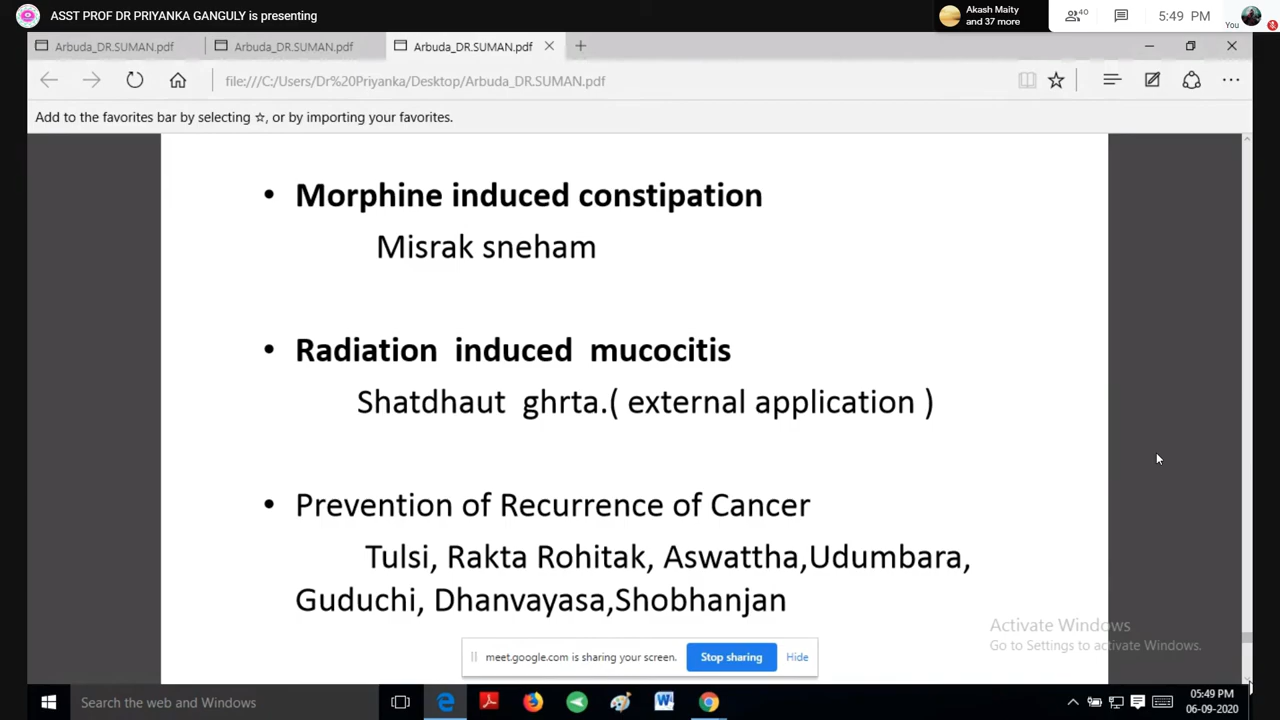 ASST PROF DR PRIYANKA GANGULY is presenting
Akash Maity
and 37 more
40
5:49 PM
You
Arbuda_DR.SUMAN.pdf
Arbuda_DR.SUMAN.pdf
Arbuda_DR.SUMAN.pdf
file:///C:/Users/Dr%20Priyanka/Desktop/Arbuda_DR.SUMAN.pdf
Add to the favorites bar by selecting ☆, or by importing your favorites.
• Morphine induced constipation
Misrak sneham
• Radiation induced mucocitis
Shatdhaut ghrta.( external application )
• Prevention of Recurrence of Cancer
Tulsi, Rakta Rohitak, Aswattha,Udumbara,
Guduchi, Dhanvayasa,Shobhanjan
Activate Windows
Go to Settings to activate Windows.
meet.google.com is sharing your screen.
Stop sharing
Hide
Search the web and Windows
05:49 PM
06-09-2020